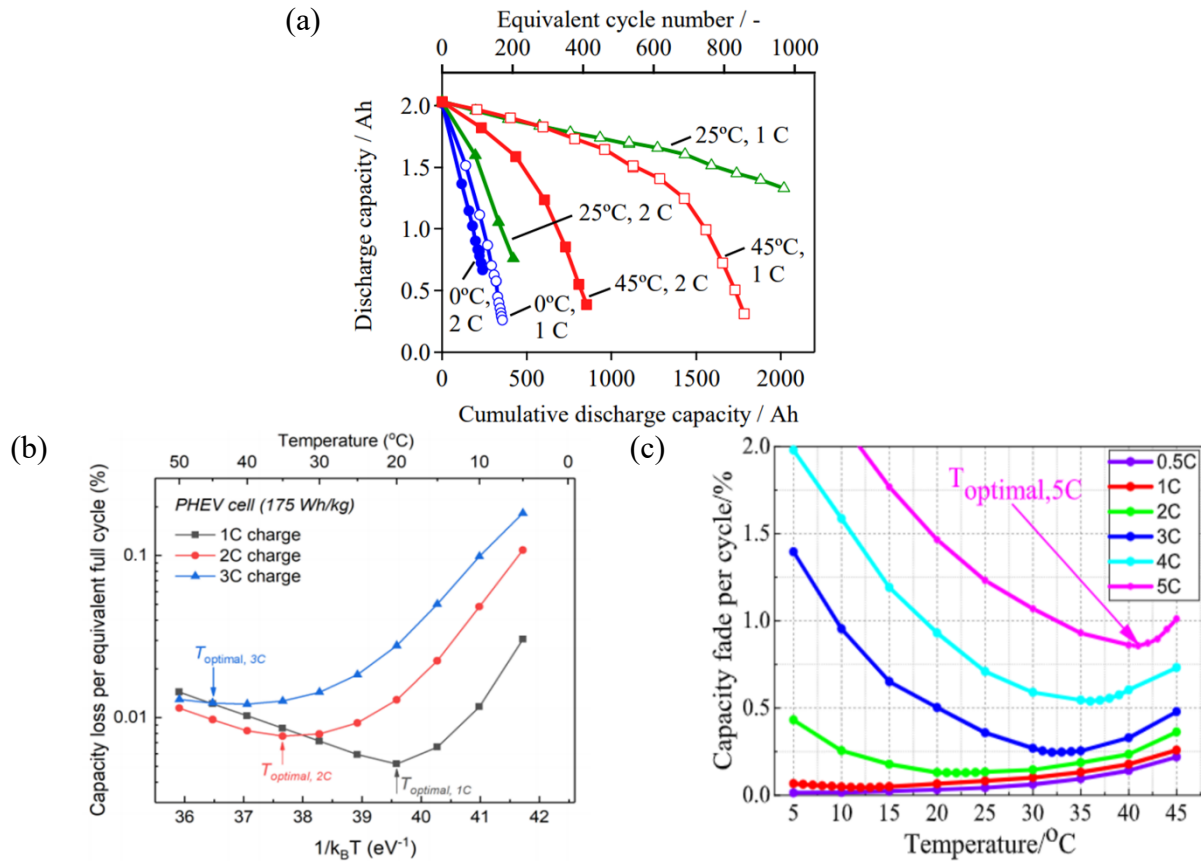 (a)
Equivalent cycle number / -
0 200 400 600 800 1000
2.0
1.5
1.0
0.5
0.0
Discharge capacity / Ah
25ºC, 1 C
25ºC, 2 C
45ºC,
1 C
45ºC, 2 C
0ºC,
2 C
0ºC,
1 C
0 500 1000 1500 2000
Cumulative discharge capacity / Ah
(b)
Temperature (°C)
50 40 30 20 10 0
PHEV cell (175 Wh/kg)
1C charge
2C charge
3C charge
0.1
0.01
Capacity loss per equivalent full cycle (%)
Toptimal, 3C
Toptimal, 2C
Toptimal, 1C
36 37 38 39 40 41 42
1/kBT (eV-1)
(c)
2.0
1.5
1.0
0.5
0.0
Capacity fade per cycle/%
Toptimal,5C
0.5C
1C
2C
3C
4C
5C
5 10 15 20 25 30 35 40 45
Temperature/°C